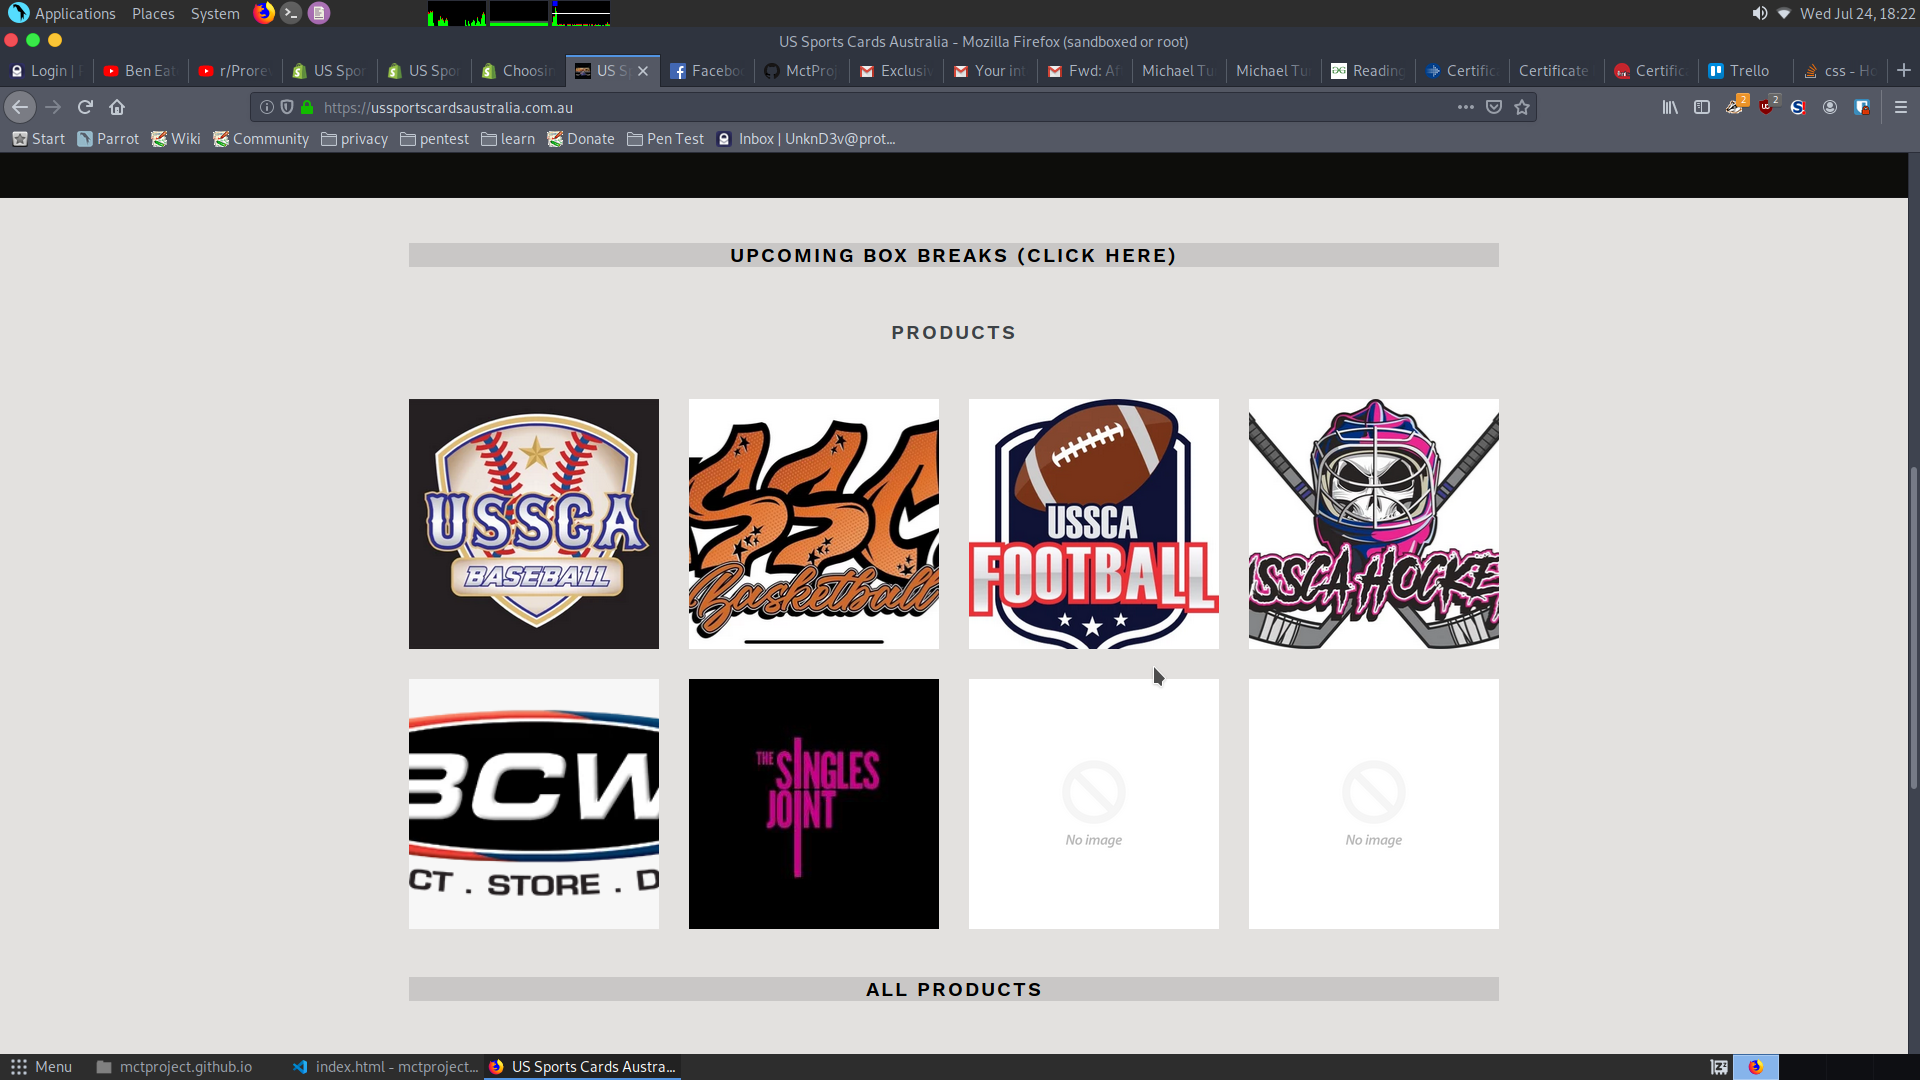 Applications Places System Wed Jul 24, 18:22
US Sports Cards Australia - Mozilla Firefox (sandboxed or root)
Login | Ben Eat r/Prore US Spo US Spo Choosin US S Facebo MctProj Exclusiv Your int Fwd: Af Michael Tu Michael Tu Reading Certific Certificate Certific Trello css - Ho
https://ussportscardsaustralia.com.au 2 2
Start Parrot Wiki Community privacy pentest learn Donate Pen Test Inbox | UnknD3v@prot...
UPCOMING BOX BREAKS (CLICK HERE)
PRODUCTS
USSCA
BASEBALL
SSC
Basketball
USSCA
FOOTBALL
USSCA HOCKE
BCW
CT . STORE . D
THE SINGLES
JOINT
No image
No image
ALL PRODUCTS
Menu mctproject.github.io index.html - mctproject... US Sports Cards Austra...